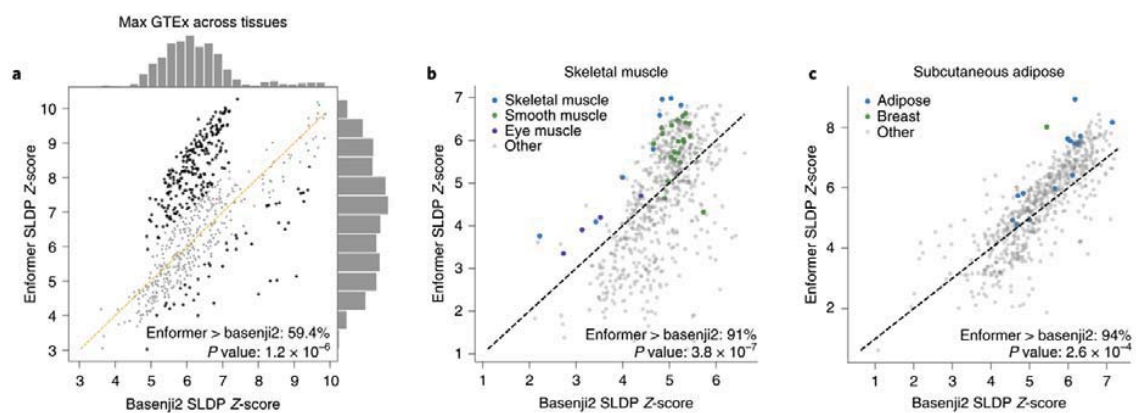 Max GTEx across tissues
a
10
9
8
7
6
5
4
3
Enformer SLDP Z-score
Enformer > basenji2: 59.4%
P value: 1.2 × 10⁻⁶
3 4 5 6 7 8 9 10
Basenji2 SLDP Z-score
b
Skeletal muscle
7
6
5
4
3
2
1
Enformer SLDP Z-score
Skeletal muscle
Smooth muscle
Eye muscle
Other
Enformer > basenji2: 91%
P value: 3.8 × 10⁻⁷
1 2 3 4 5 6 7
Basenji2 SLDP Z-score
c
Subcutaneous adipose
8
6
4
2
Enformer SLDP Z-score
Adipose
Breast
Other
Enformer > basenji2: 94%
P value: 2.6 × 10⁻⁴
1 2 3 4 5 6 7
Basenji2 SLDP Z-score